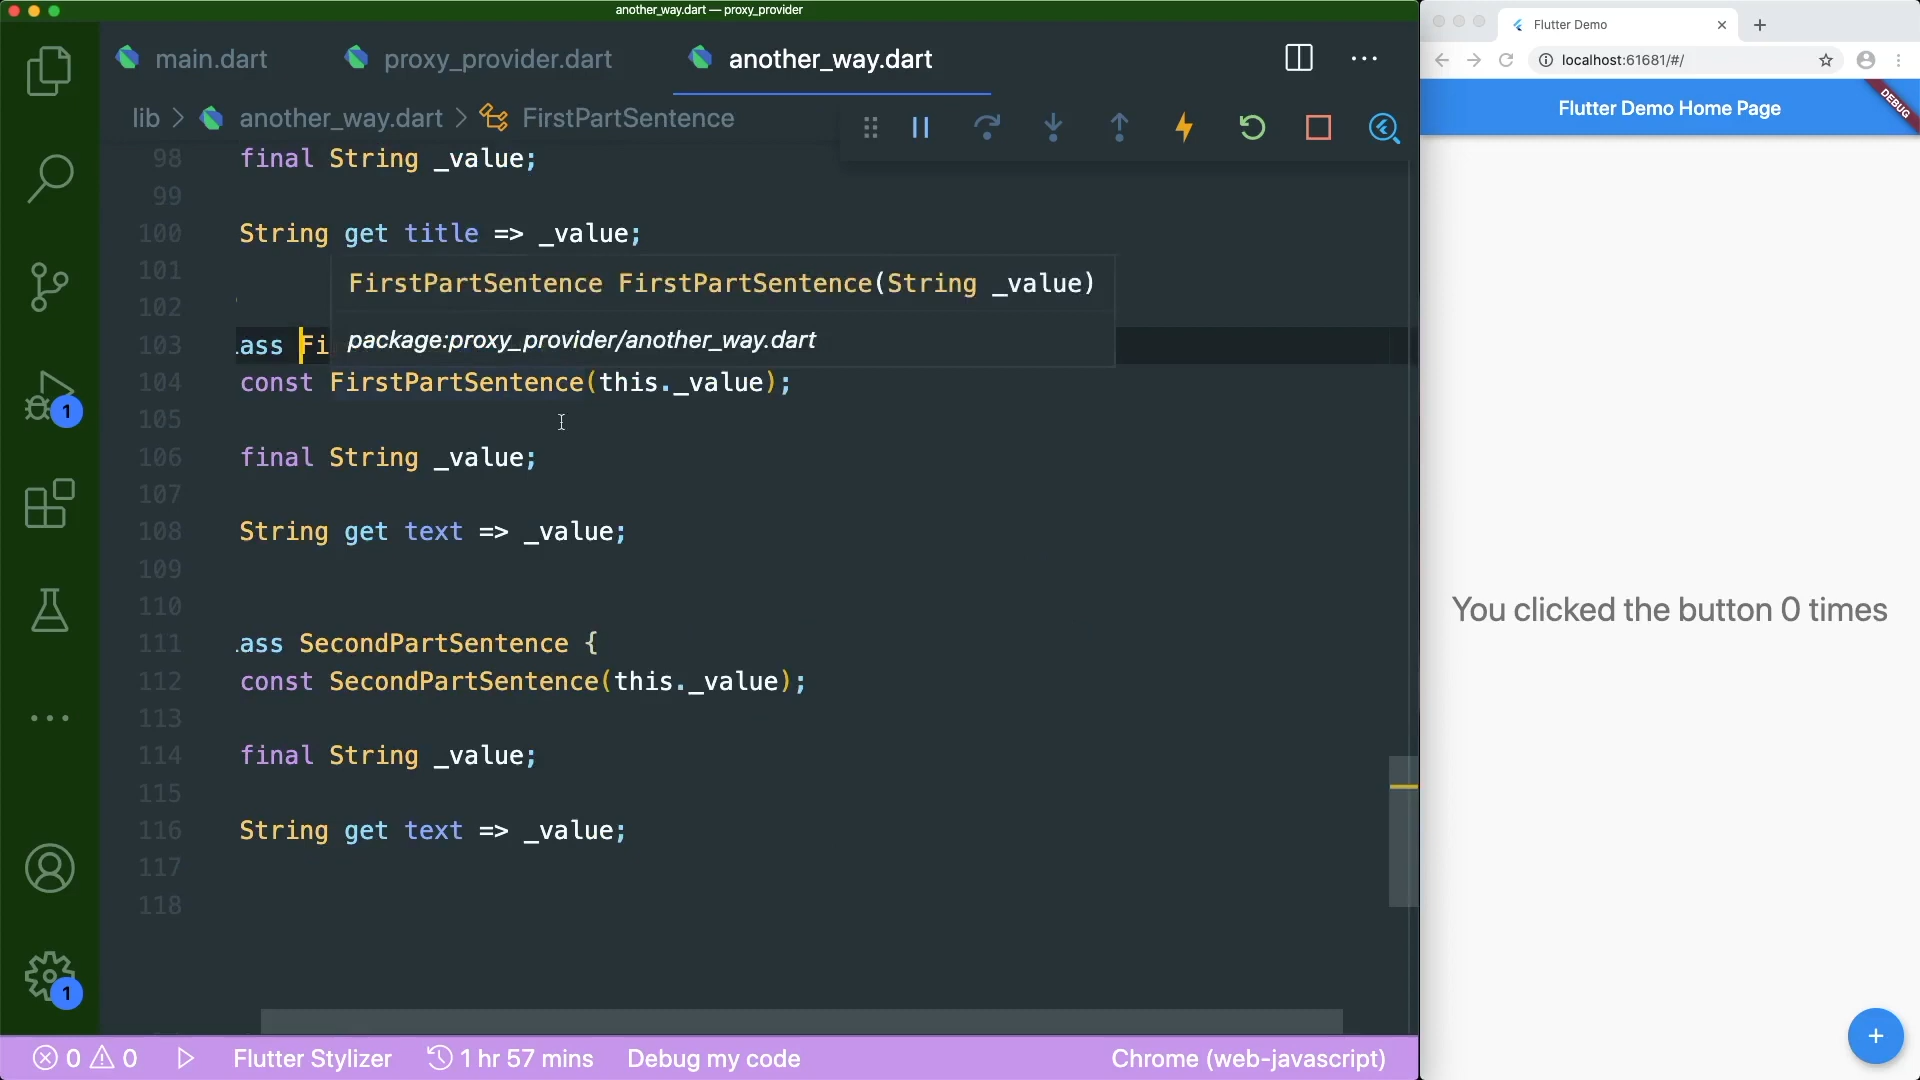 another_way.dart — proxy_provider
main.dart
proxy_provider.dart
another_way.dart
lib > another_way.dart > FirstPartSentence
98 final String _value;
99
100 String get title => _value;
101
FirstPartSentence FirstPartSentence(String _value)
102
package:proxy_provider/another_way.dart
103 ass Fi
104 const FirstPartSentence(this._value);
105
106 final String _value;
107
108 String get text => _value;
109
110
111 ass SecondPartSentence {
112 const SecondPartSentence(this._value);
113
114 final String _value;
115
116 String get text => _value;
117
118
1
1
0 0 Flutter Stylizer 1 hr 57 mins Debug my code Chrome (web-javascript)
Flutter Demo
localhost:61681/#/
Flutter Demo Home Page
DEBUG
You clicked the button 0 times